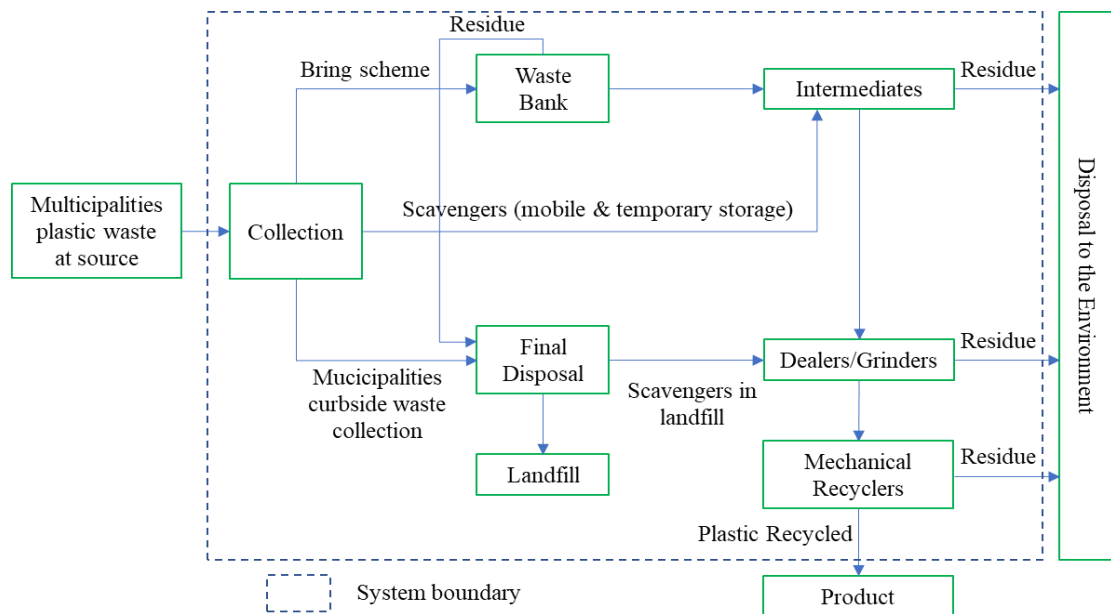 Residue
Bring scheme
Waste
Bank
Intermediates
Residue
Multicipalities
plastic waste
at source
Collection
Scavengers (mobile & temporary storage)
Disposal to the Environment
Final
Disposal
Dealers/Grinders
Residue
Mucicipalities
curbside waste
collection
Scavengers in
landfill
Landfill
Mechanical
Recyclers
Residue
Plastic Recycled
Product
System boundary